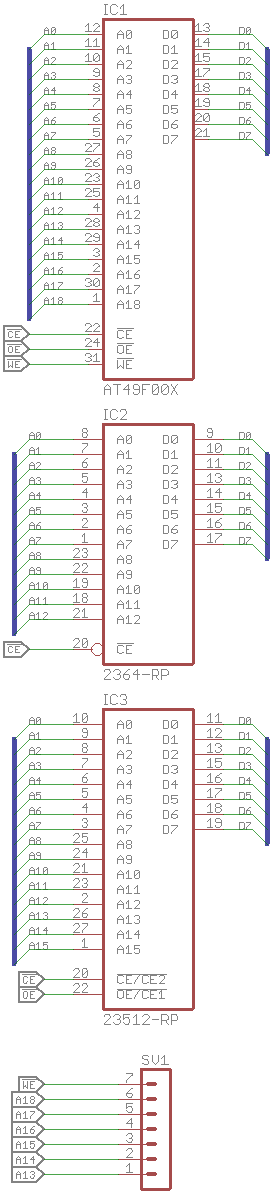 IC1
A0 12 A0 D0 13 D0
A1 11 A1 D1 14 D1
A2 10 A2 D2 15 D2
A3 9 A3 D3 17 D3
A4 8 A4 D4 18 D4
A5 7 A5 D5 19 D5
A6 6 A6 D6 20 D6
A7 5 A7 D7 21 D7
A8 27 A8
A9 26 A9
A10 23 A10
A11 25 A11
A12 4 A12
A13 28 A13
A14 29 A14
A15 3 A15
A16 2 A16
A17 30 A17
A18 1 A18
CE 22 CE
OE 24 OE
WE 31 WE
AT49F00X
IC2
A0 8 A0 D0 9 D0
A1 7 A1 D1 10 D1
A2 6 A2 D2 11 D2
A3 5 A3 D3 13 D3
A4 4 A4 D4 14 D4
A5 3 A5 D5 15 D5
A6 2 A6 D6 16 D6
A7 1 A7 D7 17 D7
A8 23 A8
A9 22 A9
A10 19 A10
A11 18 A11
A12 21 A12
CE 20 CE
2364-RP
IC3
A0 10 A0 D0 11 D0
A1 9 A1 D1 12 D1
A2 8 A2 D2 13 D2
A3 7 A3 D3 15 D3
A4 6 A4 D4 16 D4
A5 5 A5 D5 17 D5
A6 4 A6 D6 18 D6
A7 3 A7 D7 19 D7
A8 25 A8
A9 24 A9
A10 21 A10
A11 23 A11
A12 2 A12
A13 26 A13
A14 27 A14
A15 1 A15
CE 20 CE/CE2
OE 22 OE/CE1
23512-RP
SV1
WE 7
A18 6
A17 5
A16 4
A15 3
A14 2
A13 1